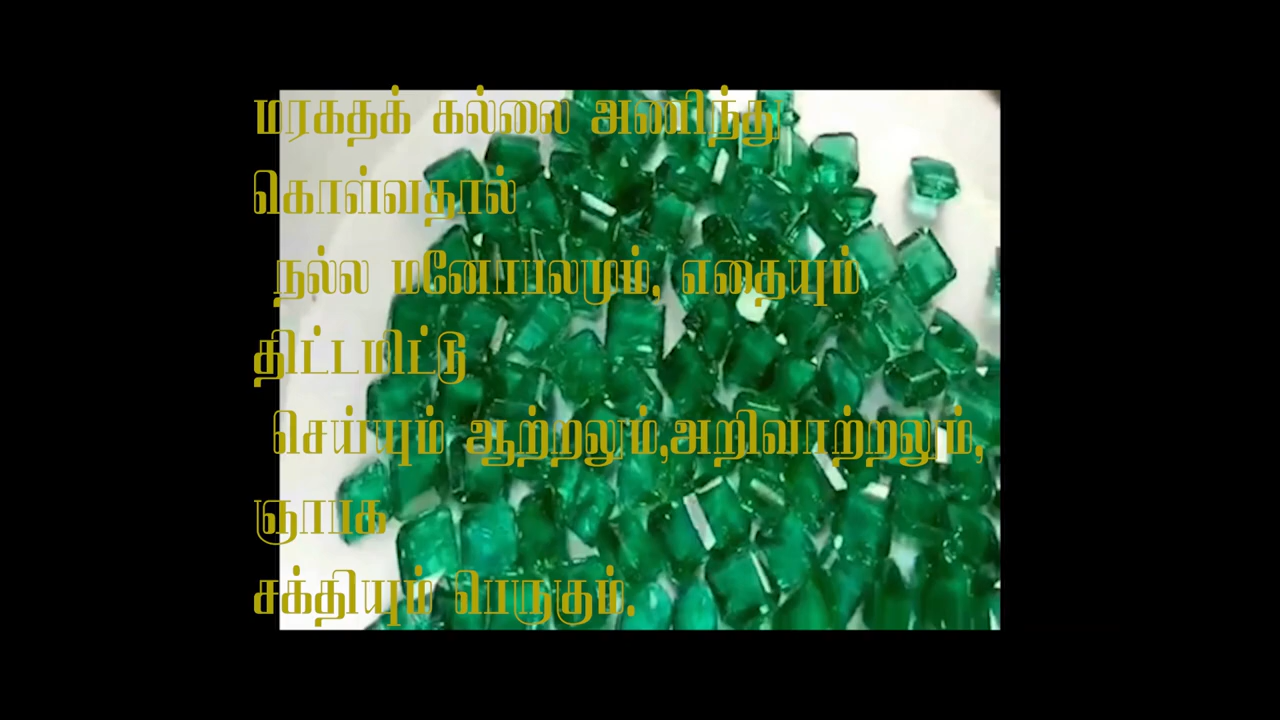 மரகதக் கல்லை அணிந்து
கொள்வதால்
நல்ல மனோபலமும், எதையும்
திட்டமிட்டு
செய்யும் ஆற்றலும்,அறிவாற்றலும்,
ஞாபக
சக்தியும் பெருகும்.